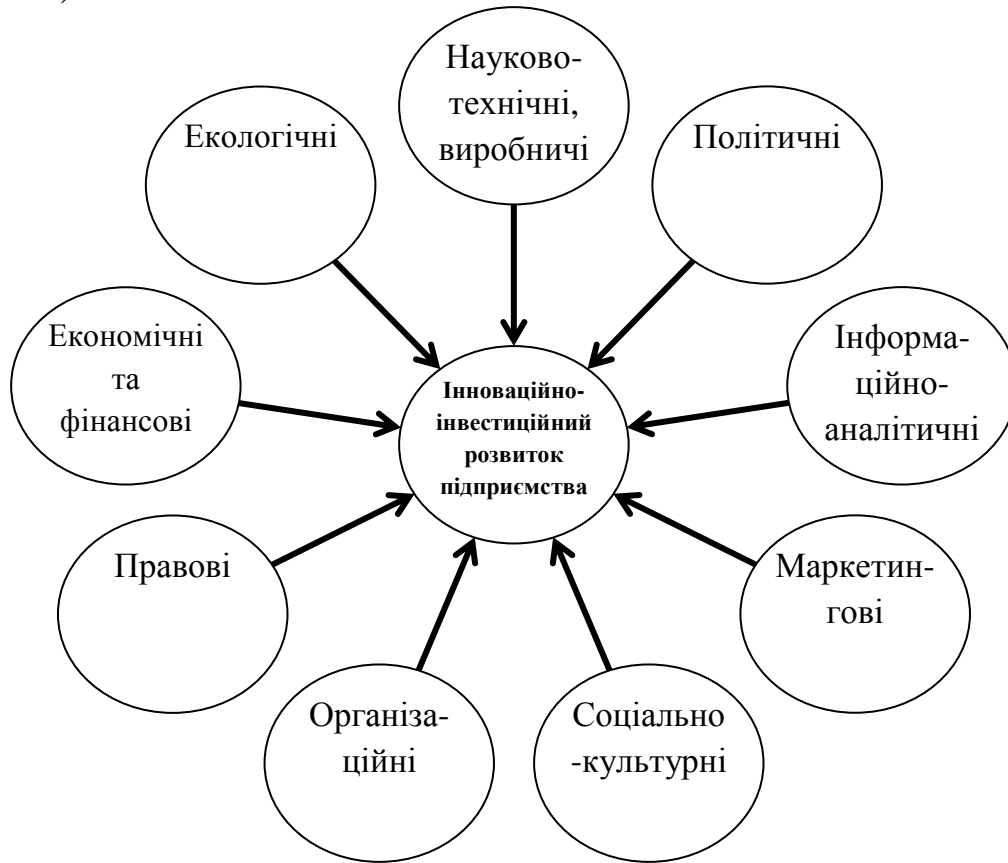 )
Науково-
технічні,
виробничі
Екологічні
Політичні
Економічні
та
фінансові
Інформа-
ційно-
аналітичні
Інноваційно-
інвестиційний
розвиток
підприємства
Правові
Маркетин-
гові
Організа-
ційні
Соціально
-культурні